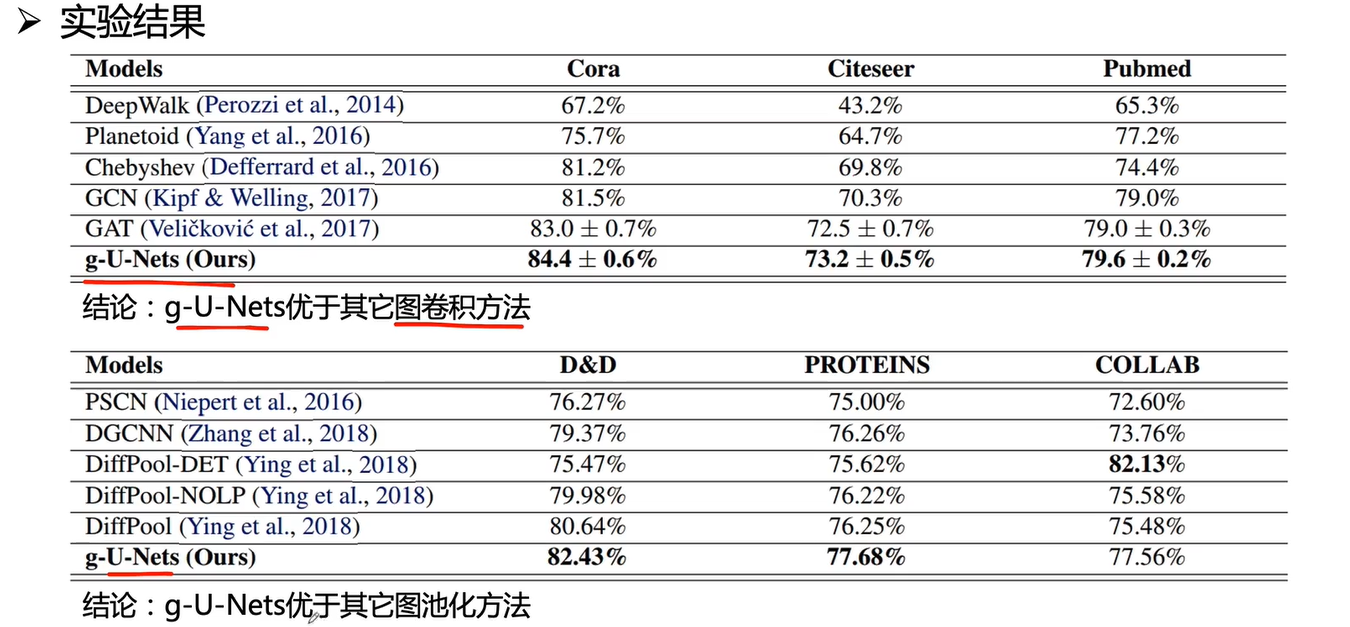 ➢ 实验结果
Models Cora Citeseer Pubmed
DeepWalk (Perozzi et al., 2014) 67.2% 43.2% 65.3%
Planetoid (Yang et al., 2016) 75.7% 64.7% 77.2%
Chebyshev (Defferrard et al., 2016) 81.2% 69.8% 74.4%
GCN (Kipf & Welling, 2017) 81.5% 70.3% 79.0%
GAT (Veličković et al., 2017) 83.0 ± 0.7% 72.5 ± 0.7% 79.0 ± 0.3%
g-U-Nets (Ours) 84.4 ± 0.6% 73.2 ± 0.5% 79.6 ± 0.2%
结论：g-U-Nets优于其它图卷积方法
Models D&D PROTEINS COLLAB
PSCN (Niepert et al., 2016) 76.27% 75.00% 72.60%
DGCNN (Zhang et al., 2018) 79.37% 76.26% 73.76%
DiffPool-DET (Ying et al., 2018) 75.47% 75.62% 82.13%
DiffPool-NOLP (Ying et al., 2018) 79.98% 76.22% 75.58%
DiffPool (Ying et al., 2018) 80.64% 76.25% 75.48%
g-U-Nets (Ours) 82.43% 77.68% 77.56%
结论：g-U-Nets优于其它图池化方法